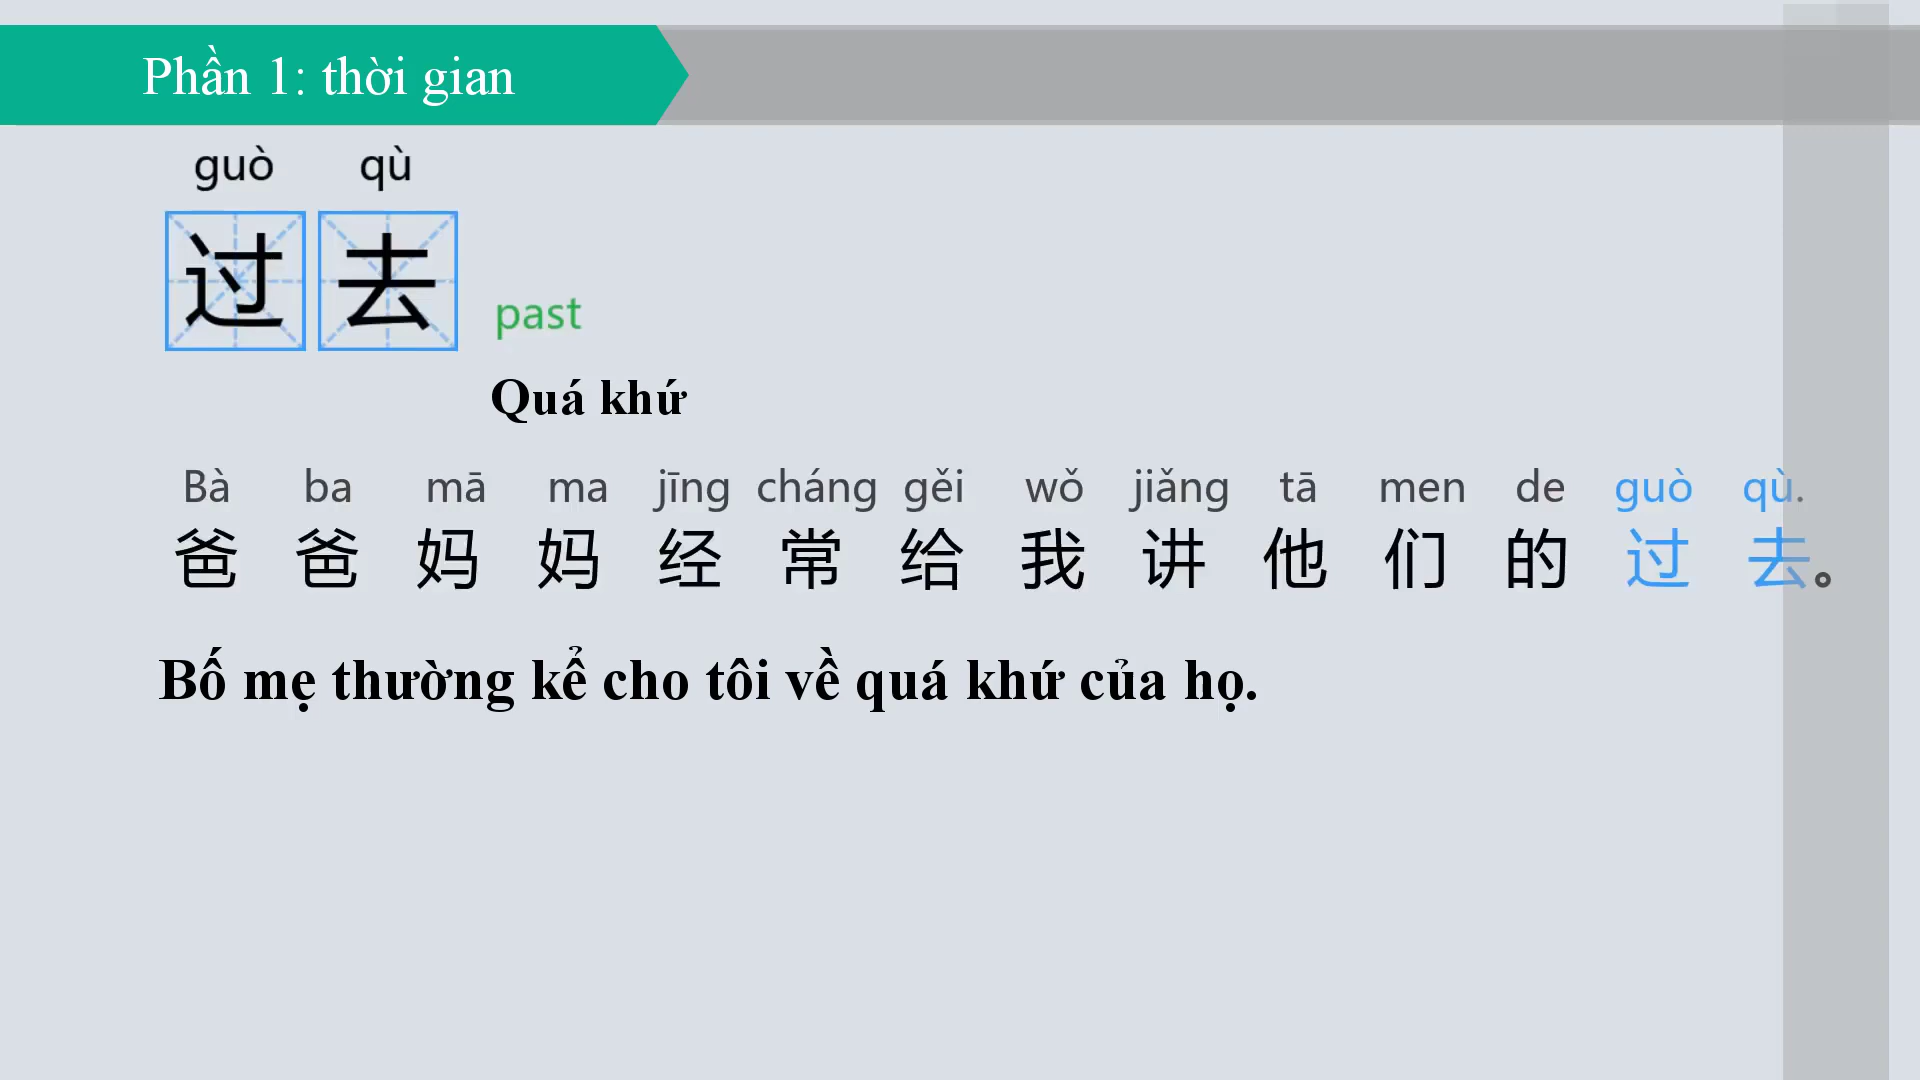 Phần 1: thời gian
guò qù
过去
past
Quá khứ
Bà ba mā ma jīng cháng gěi wǒ jiǎng tā men de guò qù.
爸爸妈妈经常给我讲他们的过去。
Bố mẹ thường kể cho tôi về quá khứ của họ.